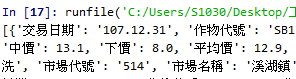 In [17]: runfile('C:/Users/S1030/Desktop/
[{'交易日期': '107.12.31', '作物代號': 'SB1
中價': 13.1, '下價': 8.0, '平均價': 12.9,
洗', '市場代號': '514', '市場名稱': '溪湖鎮'